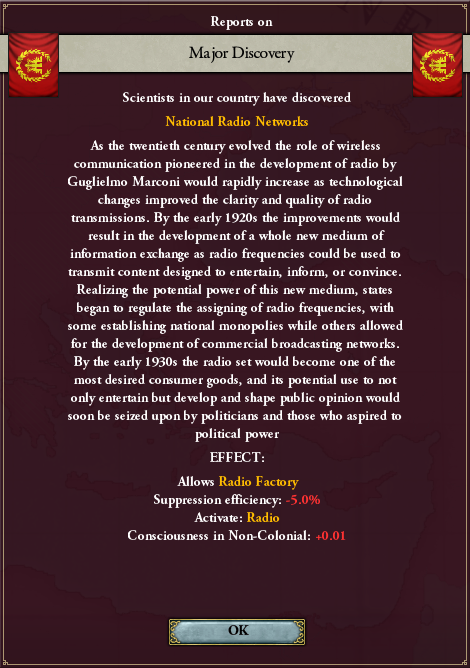 Reports on
Major Discovery
Scientists in our country have discovered
National Radio Networks
As the twentieth century evolved the role of wireless
communication pioneered in the development of radio by
Guglielmo Marconi would rapidly increase as technological
changes improved the clarity and quality of radio
transmissions. By the early 1920s the improvements would
result in the development of a whole new medium of
information exchange as radio frequencies could be used to
transmit content designed to entertain, inform, or convince.
Realizing the potential power of this new medium, states
began to regulate the assigning of radio frequencies, with
some establishing national monopolies while others allowed
for the development of commercial broadcasting networks.
By the early 1930s the radio set would become one of the
most desired consumer goods, and its potential use to not
only entertain but develop and shape public opinion would
soon be seized upon by politicians and those who aspired to
political power
EFFECT:
Allows Radio Factory
Suppression efficiency: -5.0%
Activate: Radio
Consciousness in Non-Colonial: +0.01
OK